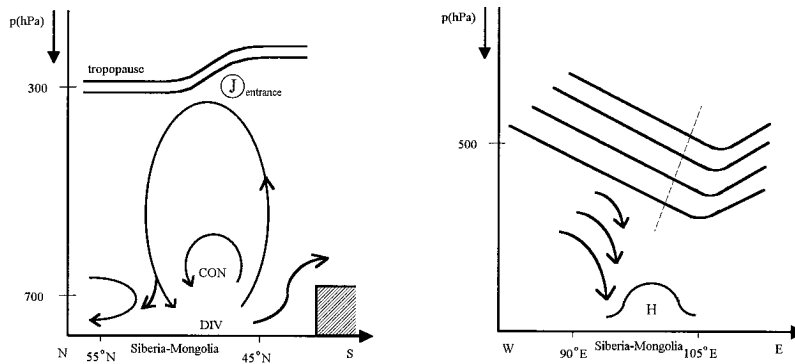 p(hPa)
tropopause
300
J entrance
CON
700
DIV
N 55°N Siberia-Mongolia 45°N S
p(hPa)
500
H
W 90°E Siberia-Mongolia 105°E E